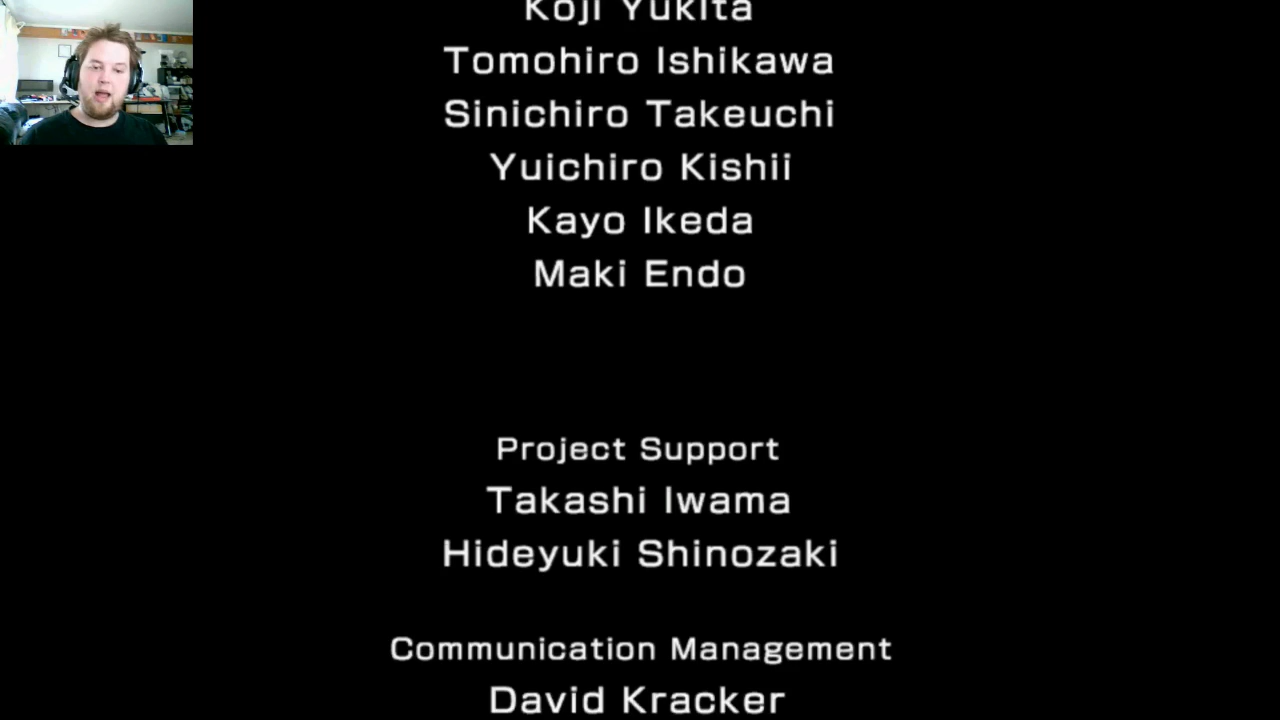 Koji Yukita
Tomohiro Ishikawa
Sinichiro Takeuchi
Yuichiro Kishii
Kayo Ikeda
Maki Endo
Project Support
Takashi Iwama
Hideyuki Shinozaki
Communication Management
David Kracker